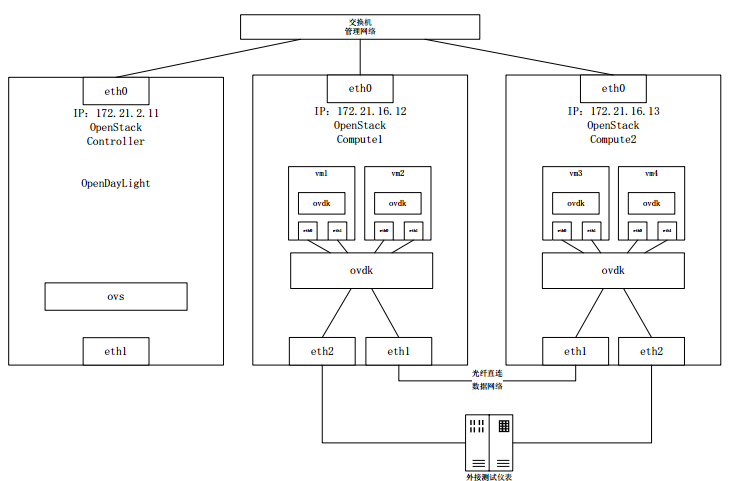 交换机
管理网络
eth0
IP: 172.21.2.11
OpenStack
Controller
OpenDayLight
ovs
eth1
eth0
IP: 172.21.16.12
OpenStack
Compute1
vm1
ovdk
eth0
eth1
vm2
ovdk
eth0
eth1
ovdk
eth2
eth1
eth0
IP: 172.21.16.13
OpenStack
Compute2
vm3
ovdk
eth0
eth1
vm4
ovdk
eth0
eth1
ovdk
eth1
eth2
光纤直连
数据网络
外接测试仪表